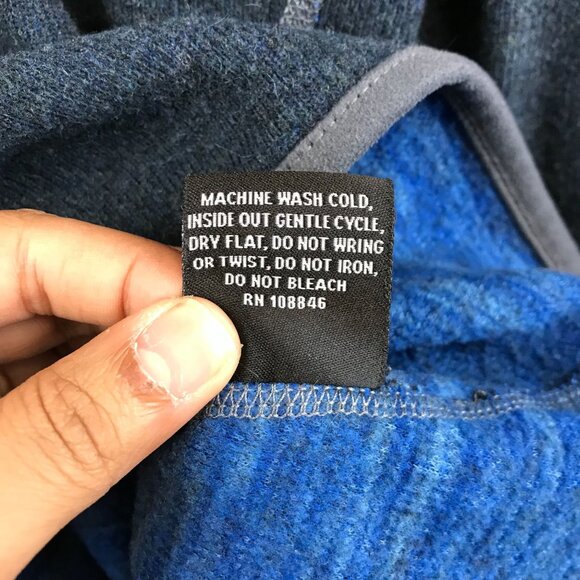 MACHINE WASH COLD,
INSIDE OUT GENTLE CYCLE,
DRY FLAT, DO NOT WRING
OR TWIST, DO NOT IRON,
DO NOT BLEACH
RN 108846